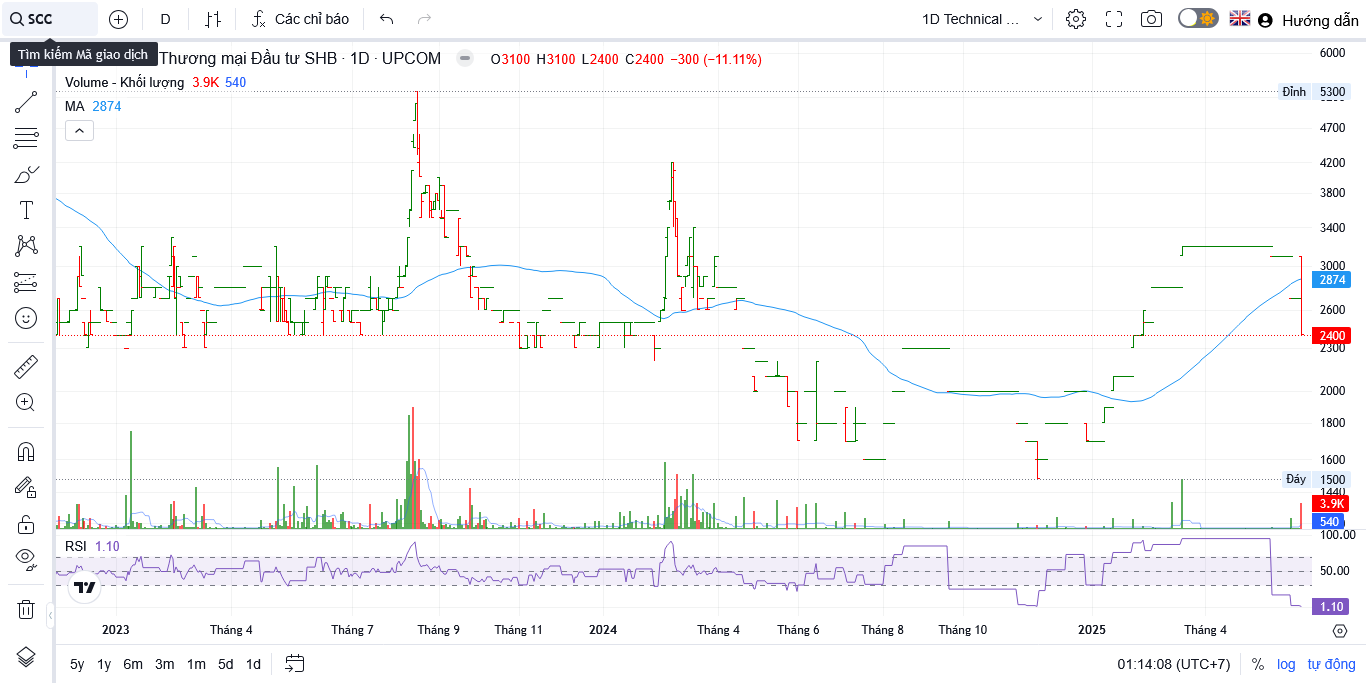 SCC
D
Các chỉ báo
1D Technical ...
Hướng dẫn
Tìm kiếm Mã giao dịch
Thương mại Đầu tư SHB · 1D · UPCOM
O3100 H3100 L2400 C2400 −300 (−11.11%)
Volume - Khối lượng 3.9K 540
MA 2874
6000
Đỉnh 5300
4700
4200
3800
3400
3000
2874
2600
2400
2300
2000
1800
1600
Đáy 1500
1440
3.9K
540
100.00
RSI 1.10
50.00
1.10
2023 Tháng 4 Tháng 7 Tháng 9 Tháng 11 2024 Tháng 4 Tháng 6 Tháng 8 Tháng 10 2025 Tháng 4
5y 1y 6m 3m 1m 5d 1d
01:14:08 (UTC+7) % log tự động